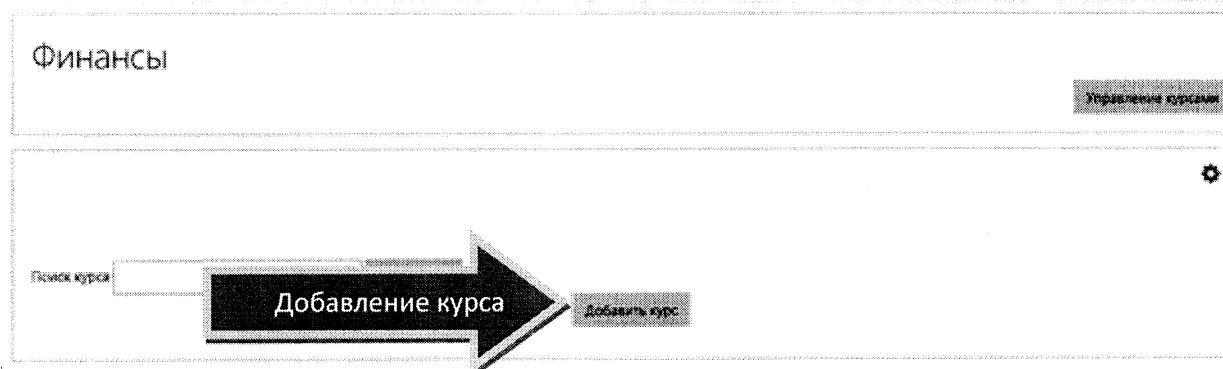 Финансы
Управление курсами
Поиск курса
Добавление курса
Добавить курс